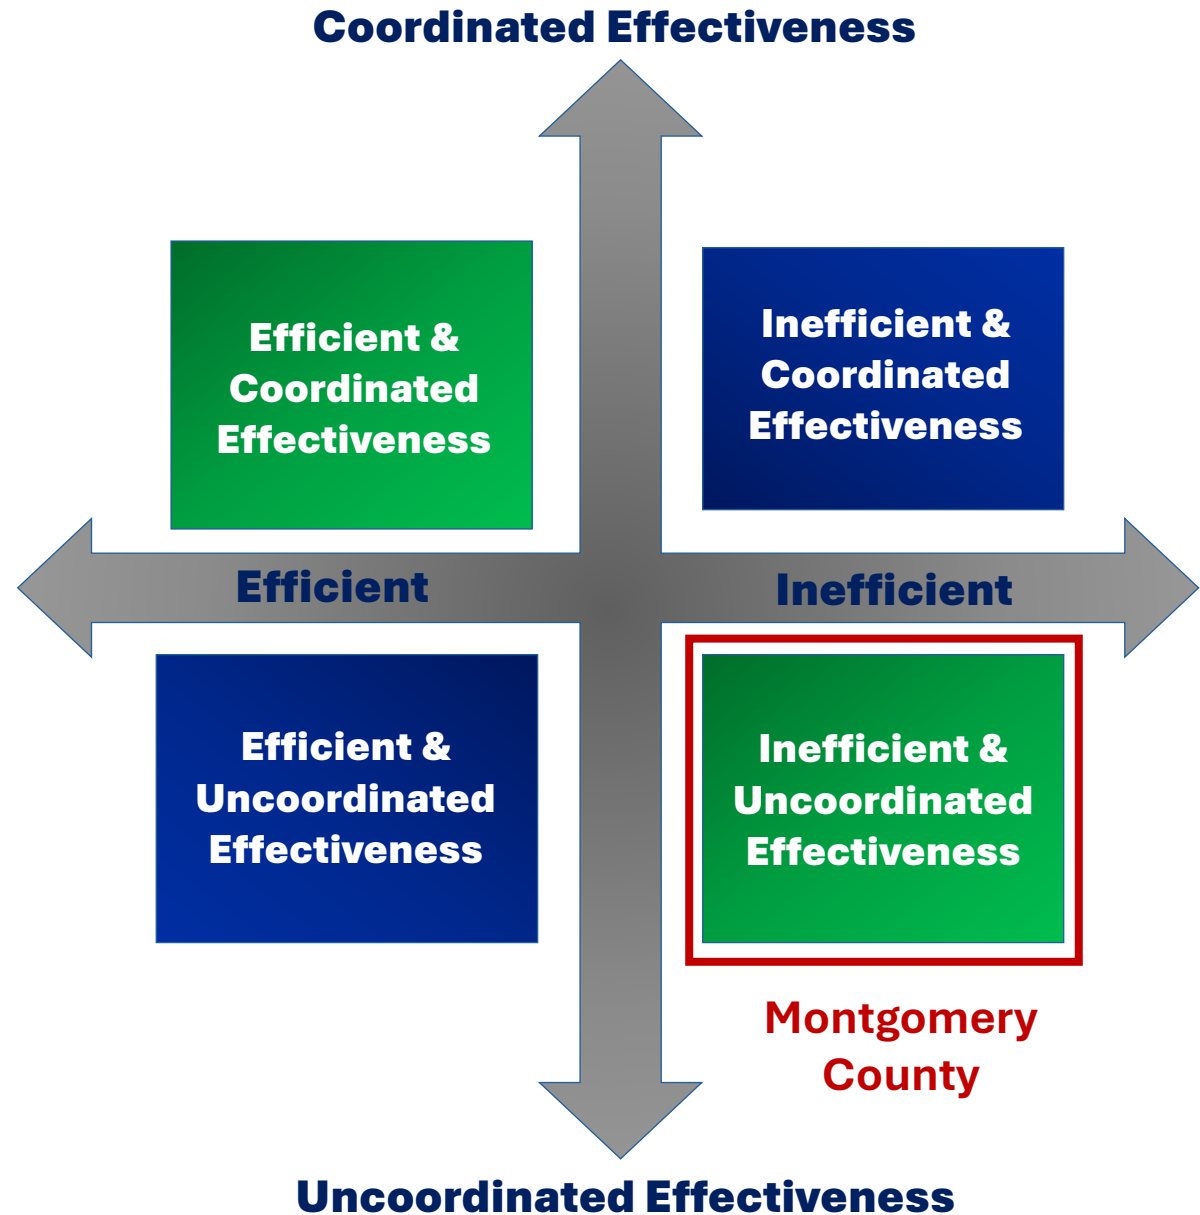 Coordinated Effectiveness
Efficient &
Coordinated
Effectiveness
Inefficient &
Coordinated
Effectiveness
Efficient
Inefficient
Efficient &
Uncoordinated
Effectiveness
Inefficient &
Uncoordinated
Effectiveness
Montgomery
County
Uncoordinated Effectiveness